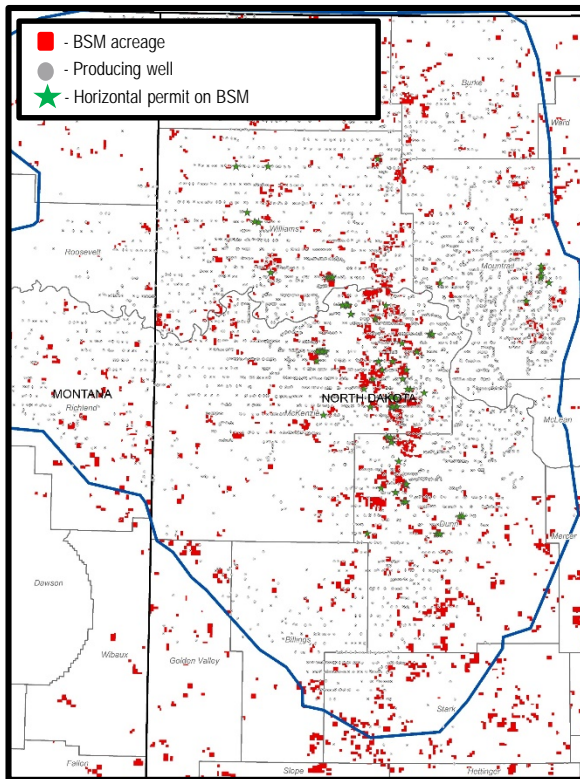 - BSM acreage
- Producing well
- Horizontal permit on BSM
Burke
Ward
Williams
Roosevelt
Mountrail
MONTANA
NORTH DAKOTA
Richland
McKenzie
McLean
Dunn
Mercer
Dawson
Billings
Wibaux
Golden Valley
Stark
Fallon
Slope
Hettinger